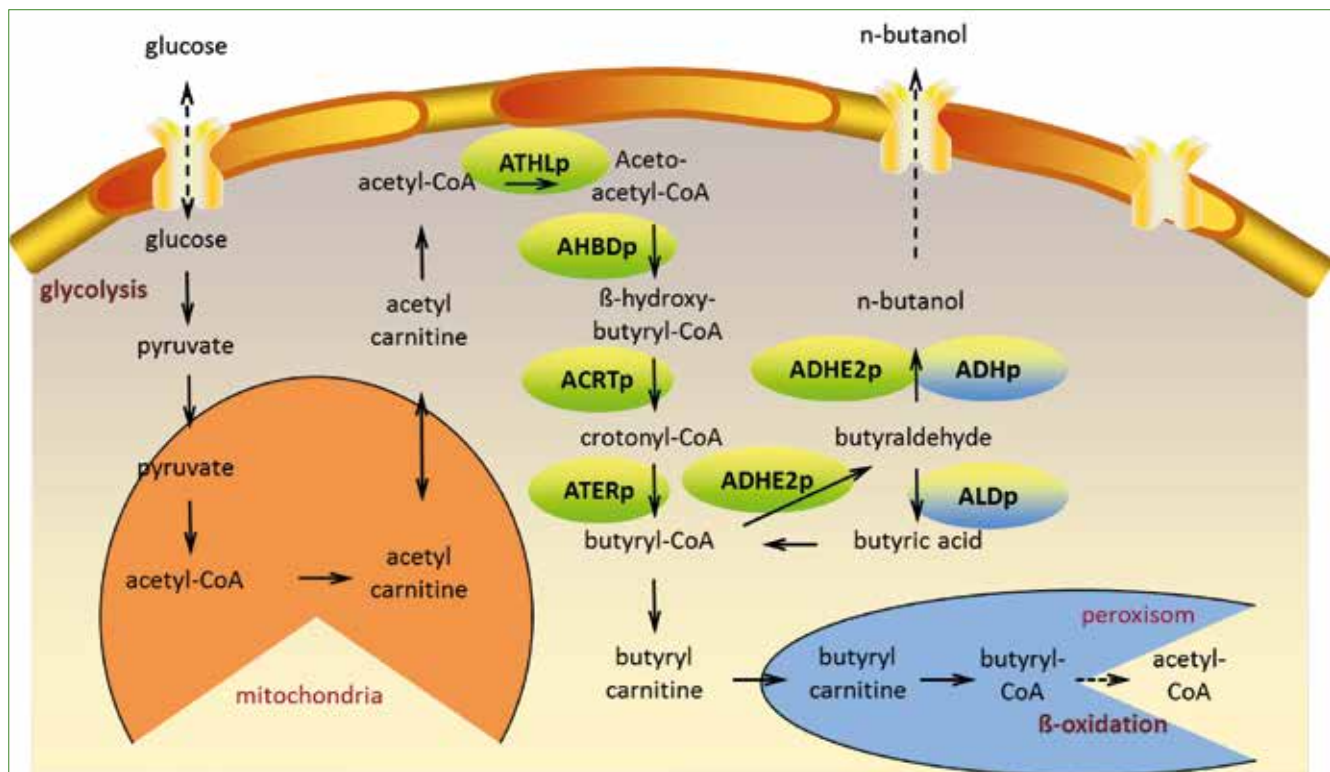 glucose
n-butanol
ATHLp
Aceto-
acetyl-CoA
acetyl-CoA
glucose
AHBDp
glycolysis
ß-hydroxy-
butyryl-CoA
acetyl
carnitine
n-butanol
pyruvate
ACRTp
ADHE2p
ADHp
crotonyl-CoA
butyraldehyde
pyruvate
ATERp
ADHE2p
ALDp
butyryl-CoA
butyric acid
acetyl-CoA
acetyl
carnitine
mitochondria
peroxisom
butyryl
carnitine
butyryl
carnitine
butyryl-
CoA
acetyl-
CoA
ß-oxidation